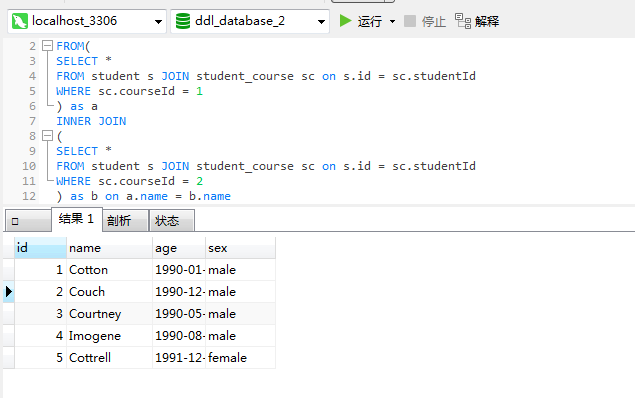 localhost_3306 ddl_database_2 运行 停止 解释
2 FROM(
3 SELECT *
4 FROM student s JOIN student_course sc on s.id = sc.studentId
5 WHERE sc.courseId = 1
6 ) as a
7 INNER JOIN
8 (
9 SELECT *
10 FROM student s JOIN student_course sc on s.id = sc.studentId
11 WHERE sc.courseId = 2
12 ) as b on a.name = b.name
结果 1 剖析 状态
id name age sex
1 Cotton 1990-01- male
2 Couch 1990-12- male
3 Courtney 1990-05- male
4 Imogene 1990-08- male
5 Cottrell 1991-12- female